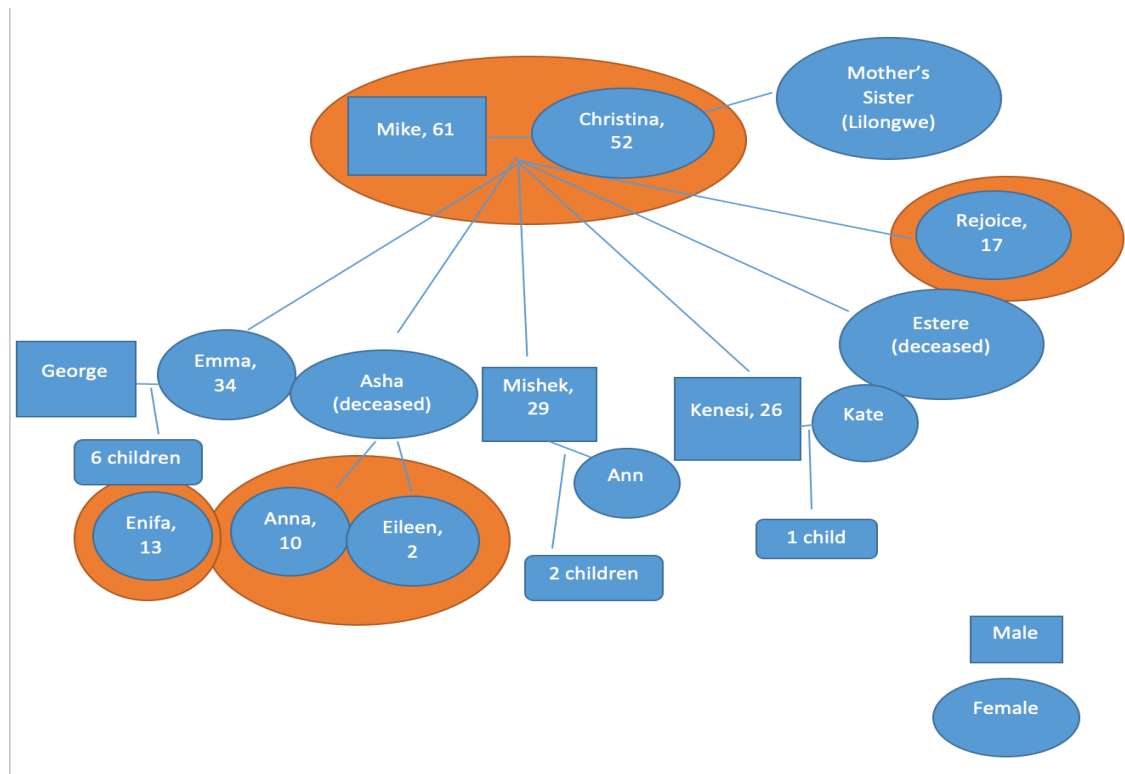 Mother's
Sister
(Lilongwe)
Mike, 61
Christina,
52
Rejoice,
17
Estere
(deceased)
George
Emma,
34
Asha
(deceased)
Mishek,
29
Kenesi, 26
Kate
6 children
Ann
Enifa,
13
Anna,
10
Eileen,
2
2 children
1 child
Male
Female